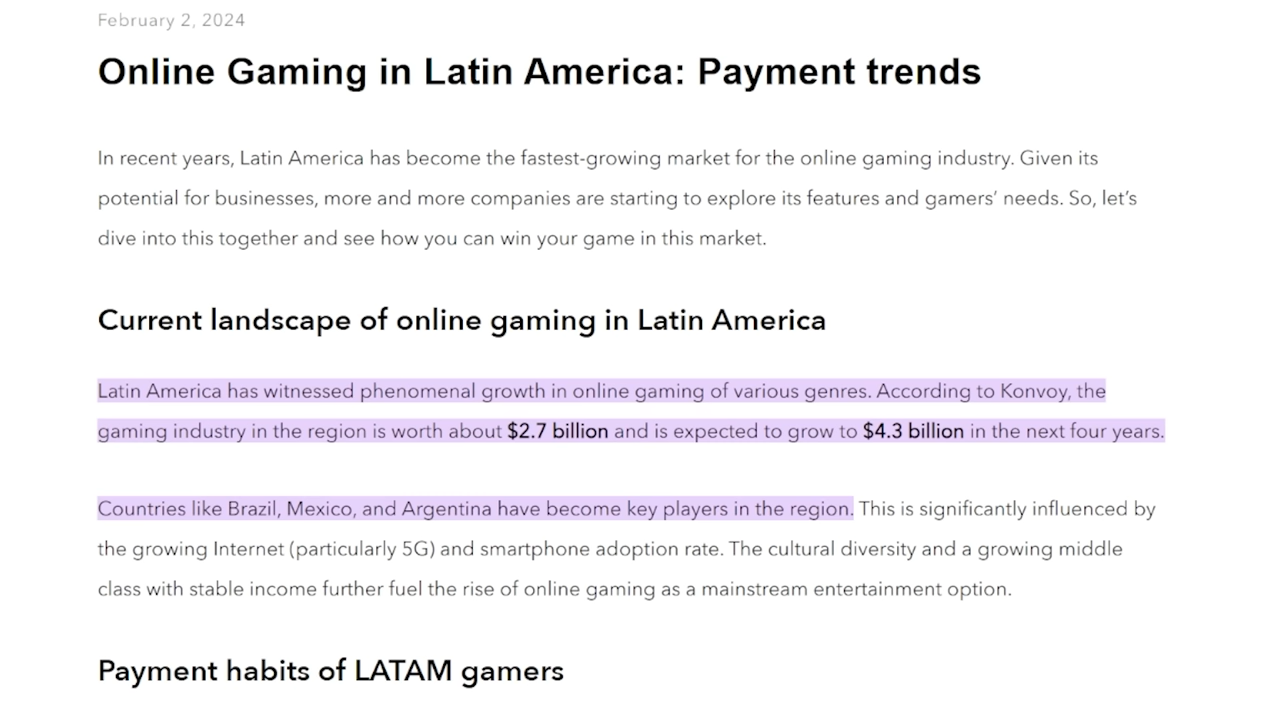 February 2, 2024
Online Gaming in Latin America: Payment trends
In recent years, Latin America has become the fastest-growing market for the online gaming industry. Given its
potential for businesses, more and more companies are starting to explore its features and gamers’ needs. So, let’s
dive into this together and see how you can win your game in this market.
Current landscape of online gaming in Latin America
Latin America has witnessed phenomenal growth in online gaming of various genres. According to Konvoy, the
gaming industry in the region is worth about $2.7 billion and is expected to grow to $4.3 billion in the next four years.
Countries like Brazil, Mexico, and Argentina have become key players in the region. This is significantly influenced by
the growing Internet (particularly 5G) and smartphone adoption rate. The cultural diversity and a growing middle
class with stable income further fuel the rise of online gaming as a mainstream entertainment option.
Payment habits of LATAM gamers